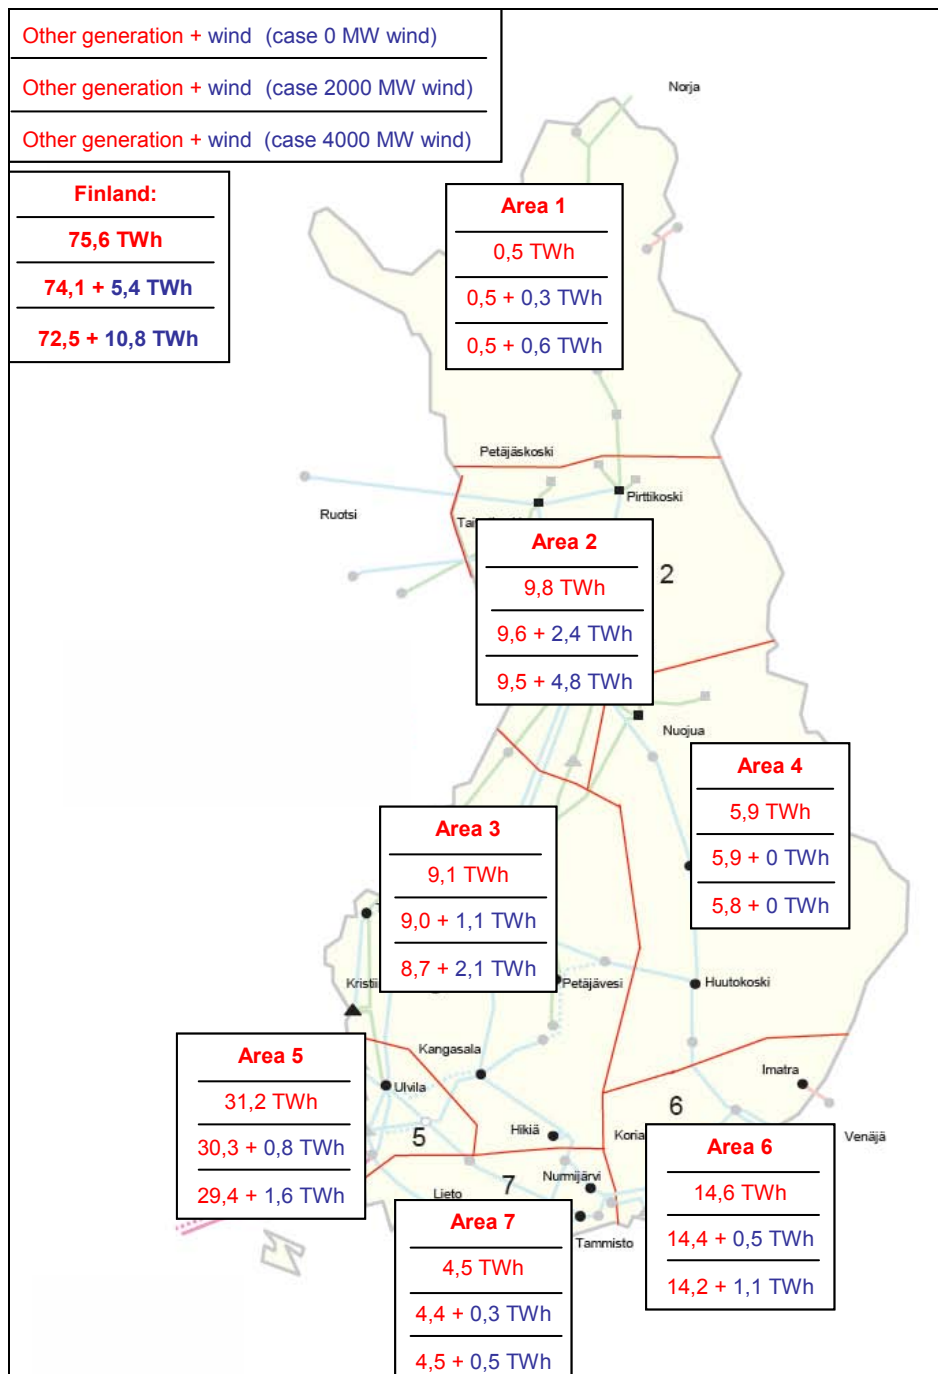 Other generation + wind (case 0 MW wind)
Other generation + wind (case 2000 MW wind)
Other generation + wind (case 4000 MW wind)
Norja
Finland:
75,6 TWh
74,1 + 5,4 TWh
72,5 + 10,8 TWh
Area 1
0,5 TWh
0,5 + 0,3 TWh
0,5 + 0,6 TWh
Petäjäskoski
Pirttikoski
Ruotsi
Area 2
9,8 TWh
9,6 + 2,4 TWh
9,5 + 4,8 TWh
2
Nuojua
Area 4
5,9 TWh
5,9 + 0 TWh
5,8 + 0 TWh
Area 3
9,1 TWh
9,0 + 1,1 TWh
8,7 + 2,1 TWh
Petäjävesi
Huutokoski
Area 5
31,2 TWh
30,3 + 0,8 TWh
29,4 + 1,6 TWh
Kangasala
Ulvila
5
Hikiä
Imatra
6
Koria
Venäjä
Area 6
14,6 TWh
14,4 + 0,5 TWh
14,2 + 1,1 TWh
Lieto
7
Nurmijärvi
Tammisto
Area 7
4,5 TWh
4,4 + 0,3 TWh
4,5 + 0,5 TWh